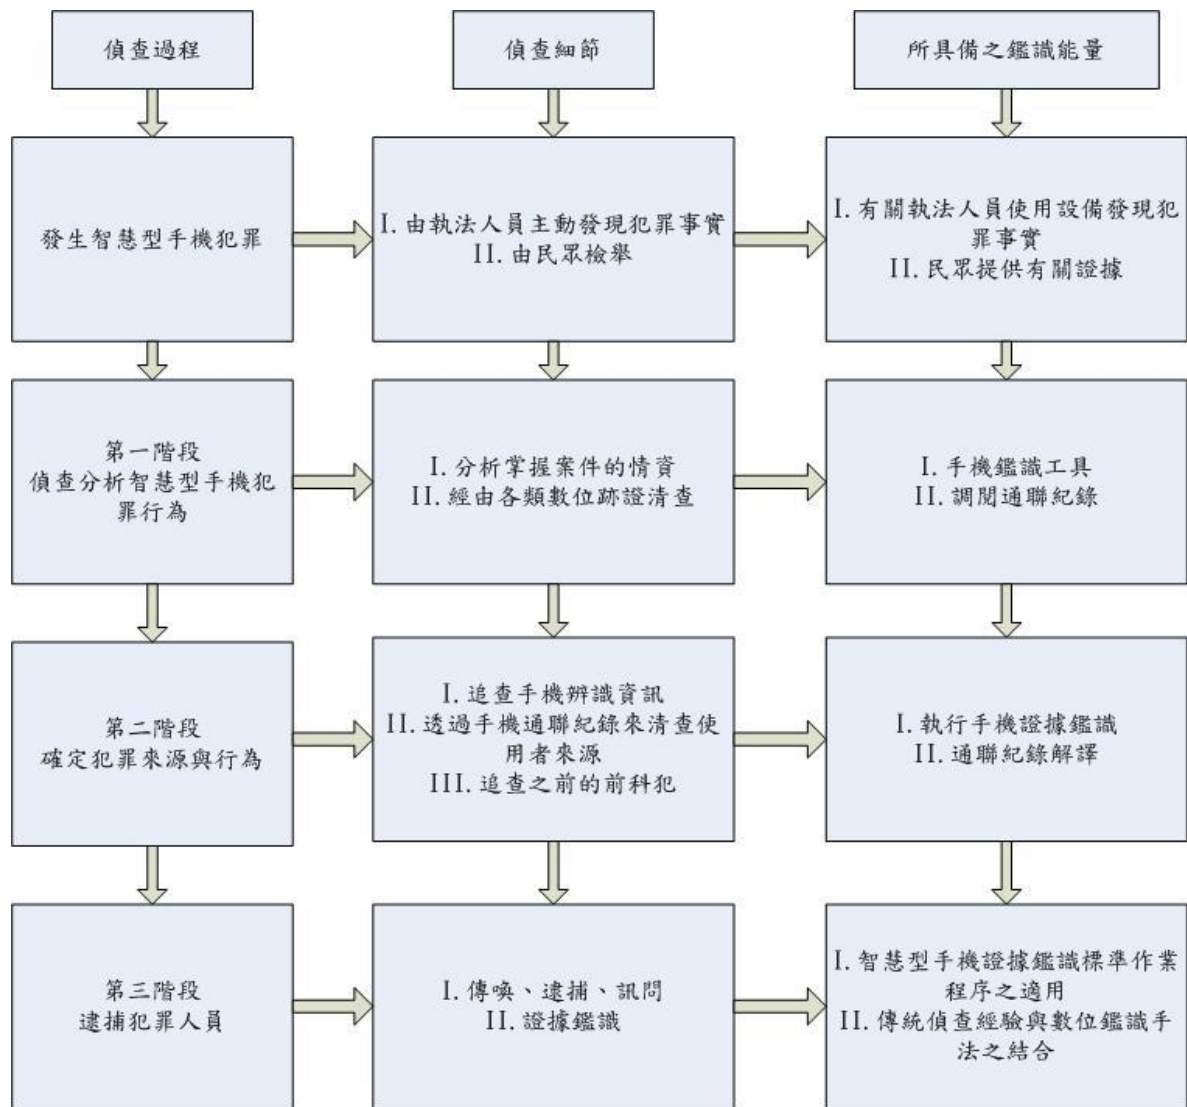 偵查過程
偵查細節
所具備之鑑識能量
發生智慧型手機犯罪
I. 由執法人員主動發現犯罪事實
II. 由民眾檢舉
I. 有關執法人員使用設備發現犯
罪事實
II. 民眾提供有關證據
第一階段
偵查分析智慧型手機犯
罪行為
I. 分析掌握案件的情資
II. 經由各類數位跡證清查
I. 手機鑑識工具
II. 調閱通聯紀錄
第二階段
確定犯罪來源與行為
I. 追查手機辨識資訊
II. 透過手機通聯紀錄來清查使
用者來源
III. 追查之前的前科犯
I. 執行手機證據鑑識
II. 通聯紀錄解譯
第三階段
逮捕犯罪人員
I. 傳喚、逮捕、訊問
II. 證據鑑識
I. 智慧型手機證據鑑識標準作業
程序之適用
II. 傳統偵查經驗與數位鑑識手
法之結合